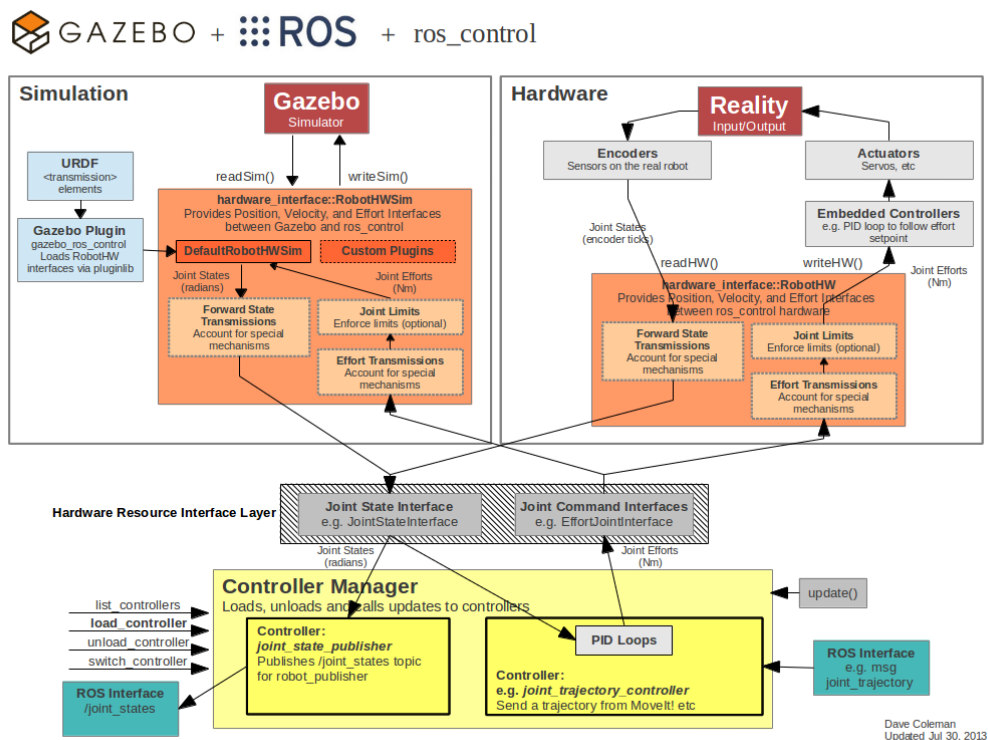 GAZEBO + ROS + ros_control
Simulation
Gazebo
Simulator
URDF
<transmission>
elements
readSim()
writeSim()
Gazebo Plugin
gazebo_ros_control
Loads RobotHW
interfaces via pluginlib
hardware_interface::RobotHWSim
Provides Position, Velocity, and Effort Interfaces
between Gazebo and ros_control
DefaultRobotHWSim
Custom Plugins
Joint States
(radians)
Joint Efforts
(Nm)
Forward State
Transmissions
Account for special
mechanisms
Joint Limits
Enforce limits (optional)
Effort Transmissions
Account for special
mechanisms
Hardware
Reality
Input/Output
Encoders
Sensors on the real robot
Actuators
Servos, etc
Embedded Controllers
e.g. PID loop to follow effort
setpoint
Joint States
(encoder ticks)
readHW()
writeHW()
Joint Efforts
(Nm)
hardware_interface::RobotHW
Provides Position, Velocity, and Effort Interfaces
between ros_control hardware
Forward State
Transmissions
Account for special
mechanisms
Joint Limits
Enforce limits (optional)
Effort Transmissions
Account for special
mechanisms
Hardware Resource Interface Layer
Joint State Interface
e.g. JointStateInterface
Joint Command Interfaces
e.g. EffortJointInterface
Joint States
(radians)
Joint Efforts
(Nm)
Controller Manager
Loads, unloads and calls updates to controllers
update()
list_controllers
load_controller
unload_controller
switch_controller
Controller:
joint_state_publisher
Publishes /joint_states topic
for robot_publisher
PID Loops
Controller:
e.g. joint_trajectory_controller
Send a trajectory from MoveIt! etc
ROS Interface
e.g. msg
joint_trajectory
ROS Interface
/joint_states
Dave Coleman
Updated Jul 30, 2013